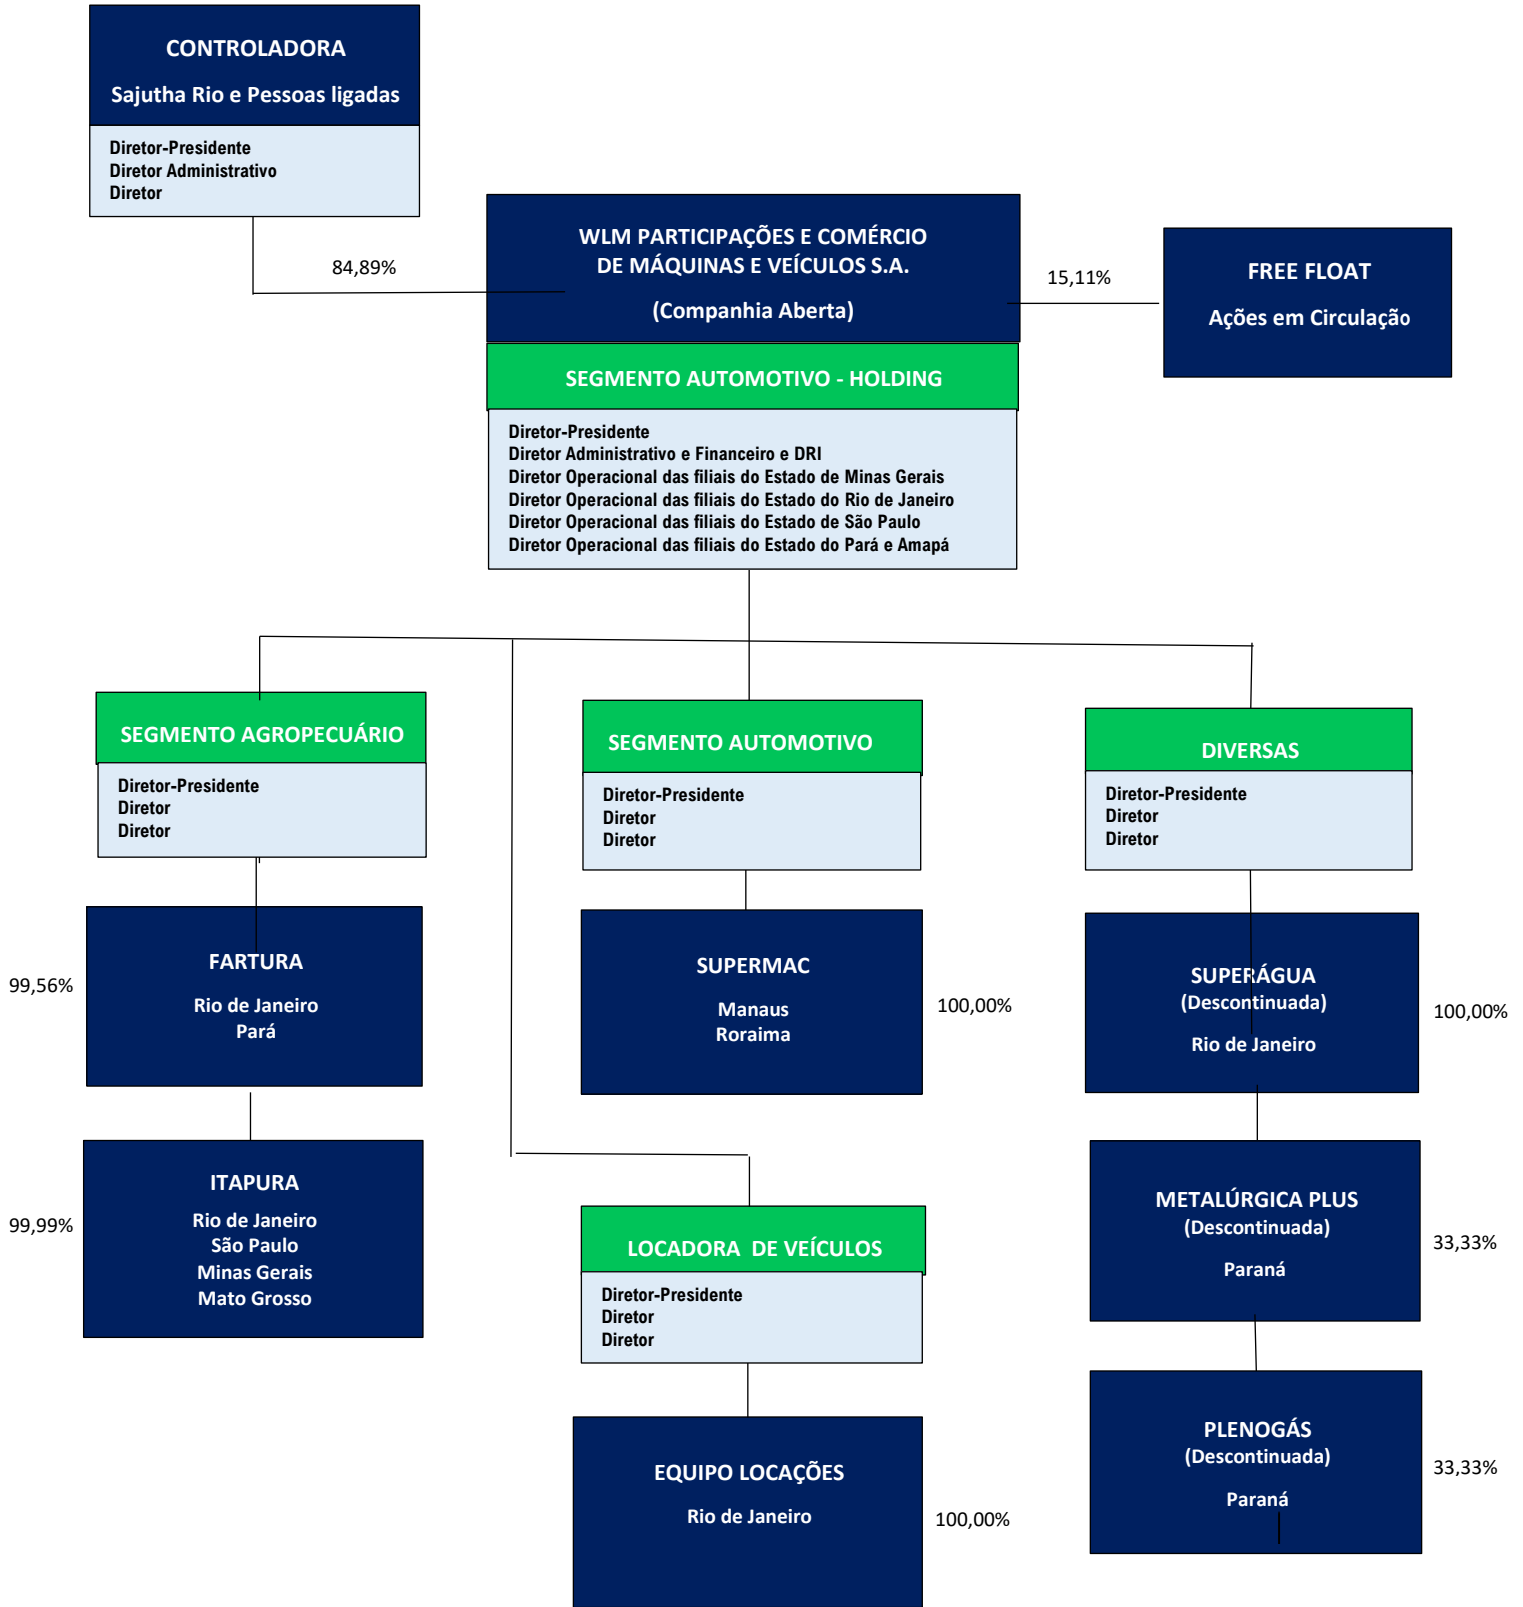 CONTROLADORA
Sajutha Rio e Pessoas ligadas
Diretor-Presidente
Diretor Administrativo
Diretor
84,89%
WLM PARTICIPAÇÕES E COMÉRCIO
DE MÁQUINAS E VEÍCULOS S.A.
(Companhia Aberta)
15,11%
FREE FLOAT
Ações em Circulação
SEGMENTO AUTOMOTIVO - HOLDING
Diretor-Presidente
Diretor Administrativo e Financeiro e DRI
Diretor Operacional das filiais do Estado de Minas Gerais
Diretor Operacional das filiais do Estado do Rio de Janeiro
Diretor Operacional das filiais do Estado de São Paulo
Diretor Operacional das filiais do Estado do Pará e Amapá
SEGMENTO AGROPECUÁRIO
Diretor-Presidente
Diretor
Diretor
99,56%
FARTURA
Rio de Janeiro
Pará
99,99%
ITAPURA
Rio de Janeiro
São Paulo
Minas Gerais
Mato Grosso
SEGMENTO AUTOMOTIVO
Diretor-Presidente
Diretor
Diretor
SUPERMAC
Manaus
Roraima
100,00%
LOCADORA  DE VEÍCULOS
Diretor-Presidente
Diretor
Diretor
EQUIPO LOCAÇÕES
Rio de Janeiro
100,00%
DIVERSAS
Diretor-Presidente
Diretor
Diretor
SUPERÁGUA
(Descontinuada)
Rio de Janeiro
100,00%
METALÚRGICA PLUS
(Descontinuada)
Paraná
33,33%
PLENOGÁS
(Descontinuada)
Paraná
33,33%